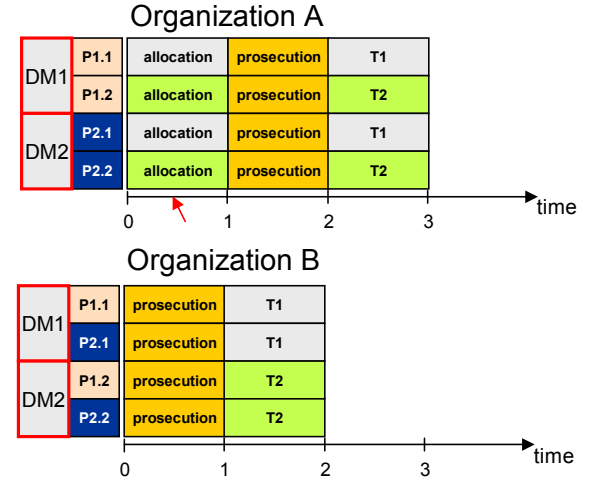 Organization A
DM1 P1.1 allocation prosecution T1
P1.2 allocation prosecution T2
DM2 P2.1 allocation prosecution T1
P2.2 allocation prosecution T2
0 1 2 3 time
Organization B
DM1 P1.1 prosecution T1
P2.1 prosecution T1
DM2 P1.2 prosecution T2
P2.2 prosecution T2
0 1 2 3 time